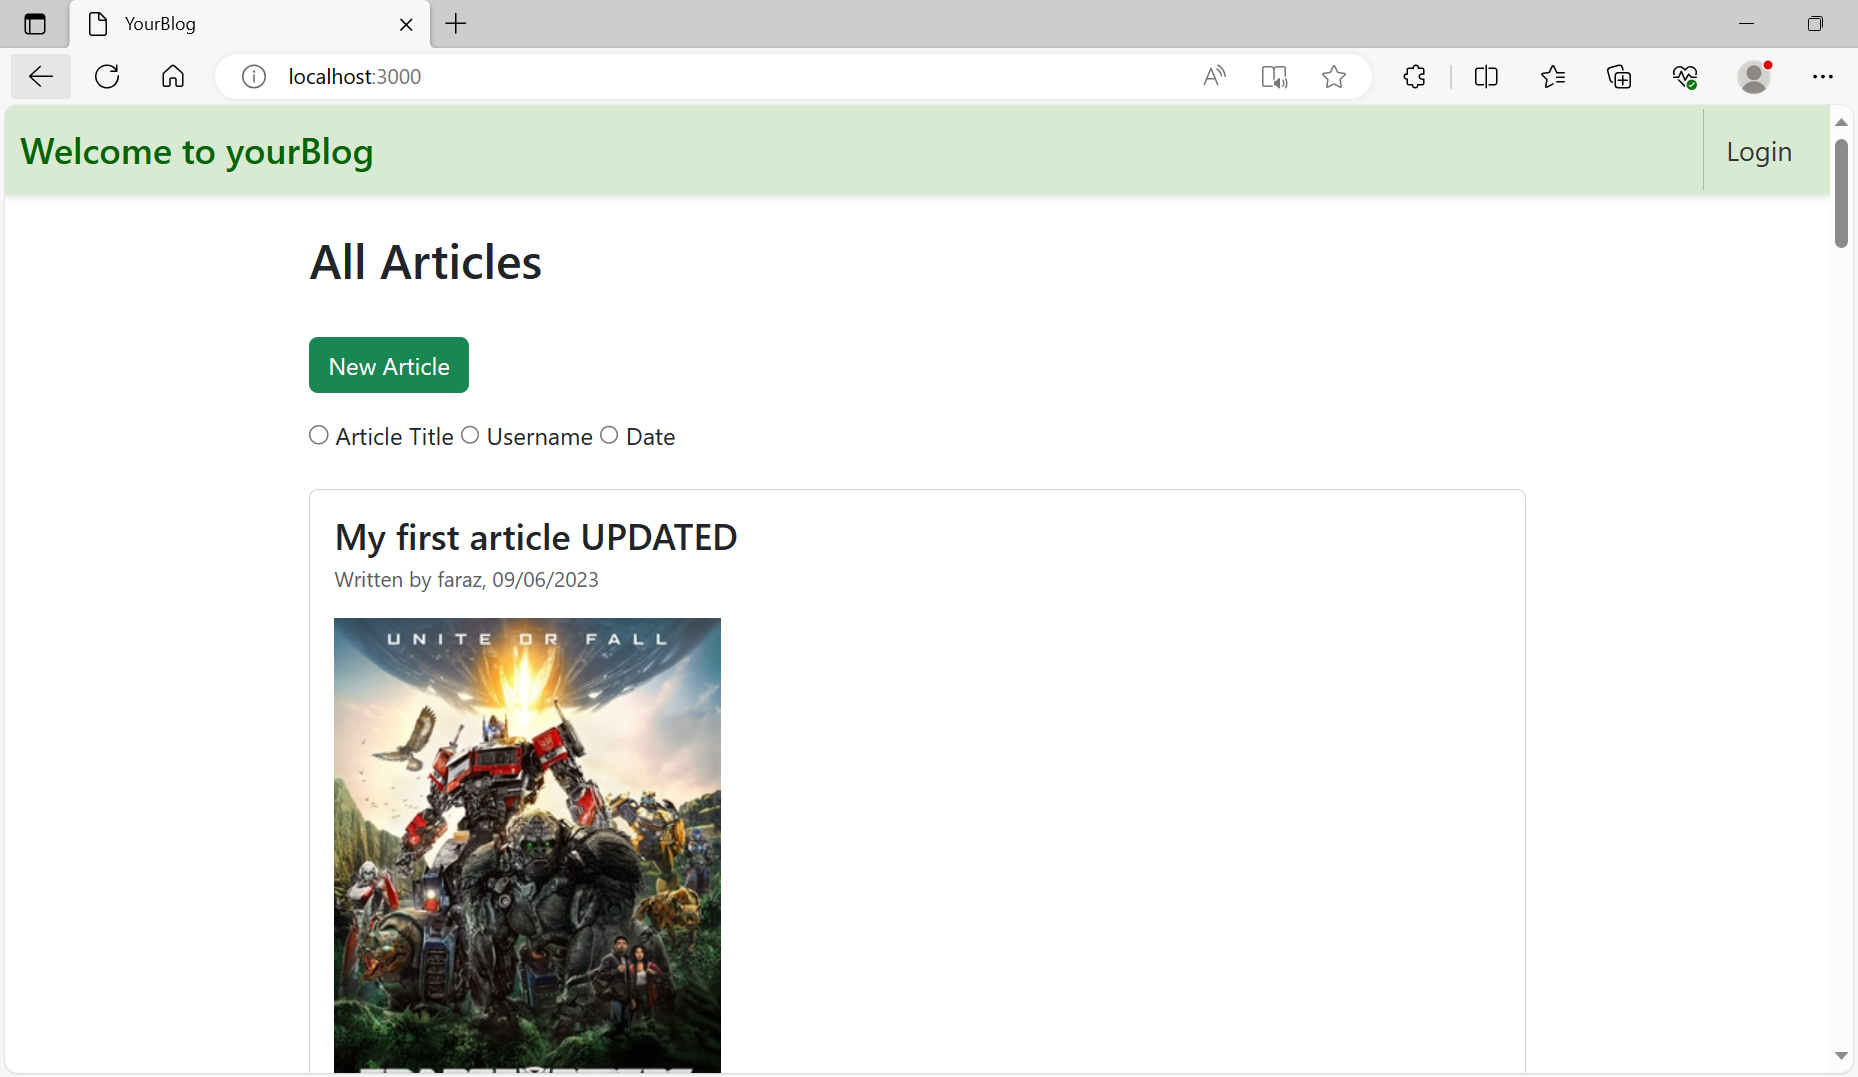 YourBlog
localhost:3000
Welcome to yourBlog
Login
All Articles
New Article
Article Title Username Date
My first article UPDATED
Written by faraz, 09/06/2023
UNITE OR FALL